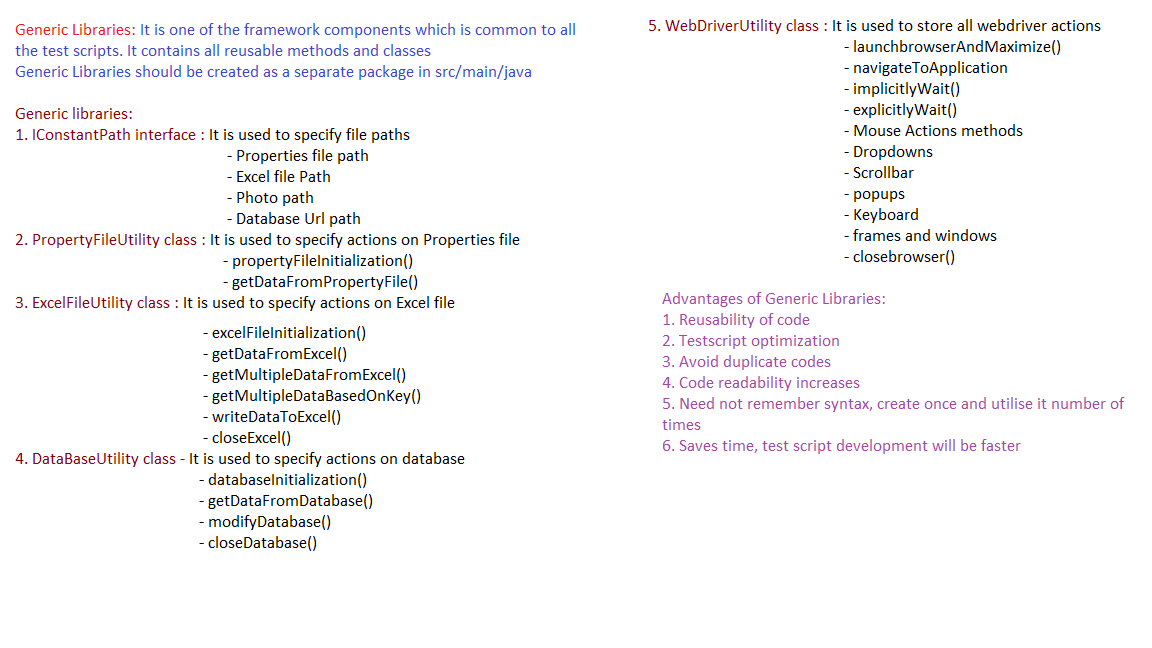 Generic Libraries: It is one of the framework components which is common to all
the test scripts. It contains all reusable methods and classes
Generic Libraries should be created as a separate package in src/main/java
Generic libraries:
1. IConstantPath interface : It is used to specify file paths
- Properties file path
- Excel file Path
- Photo path
- Database Url path
2. PropertyFileUtility class : It is used to specify actions on Properties file
- propertyFileInitialization()
- getDataFromPropertyFile()
3. ExcelFileUtility class : It is used to specify actions on Excel file
- excelFileInitialization()
- getDataFromExcel()
- getMultipleDataFromExcel()
- getMultipleDataBasedOnKey()
- writeDataToExcel()
- closeExcel()
4. DataBaseUtility class - It is used to specify actions on database
- databaseInitialization()
- getDataFromDatabase()
- modifyDatabase()
- closeDatabase()
5. WebDriverUtility class : It is used to store all webdriver actions
- launchbrowserAndMaximize()
- navigateToApplication
- implicitlyWait()
- explicitlyWait()
- Mouse Actions methods
- Dropdowns
- Scrollbar
- popups
- Keyboard
- frames and windows
- closebrowser()
Advantages of Generic Libraries:
1. Reusability of code
2. Testscript optimization
3. Avoid duplicate codes
4. Code readability increases
5. Need not remember syntax, create once and utilise it number of
times
6. Saves time, test script development will be faster